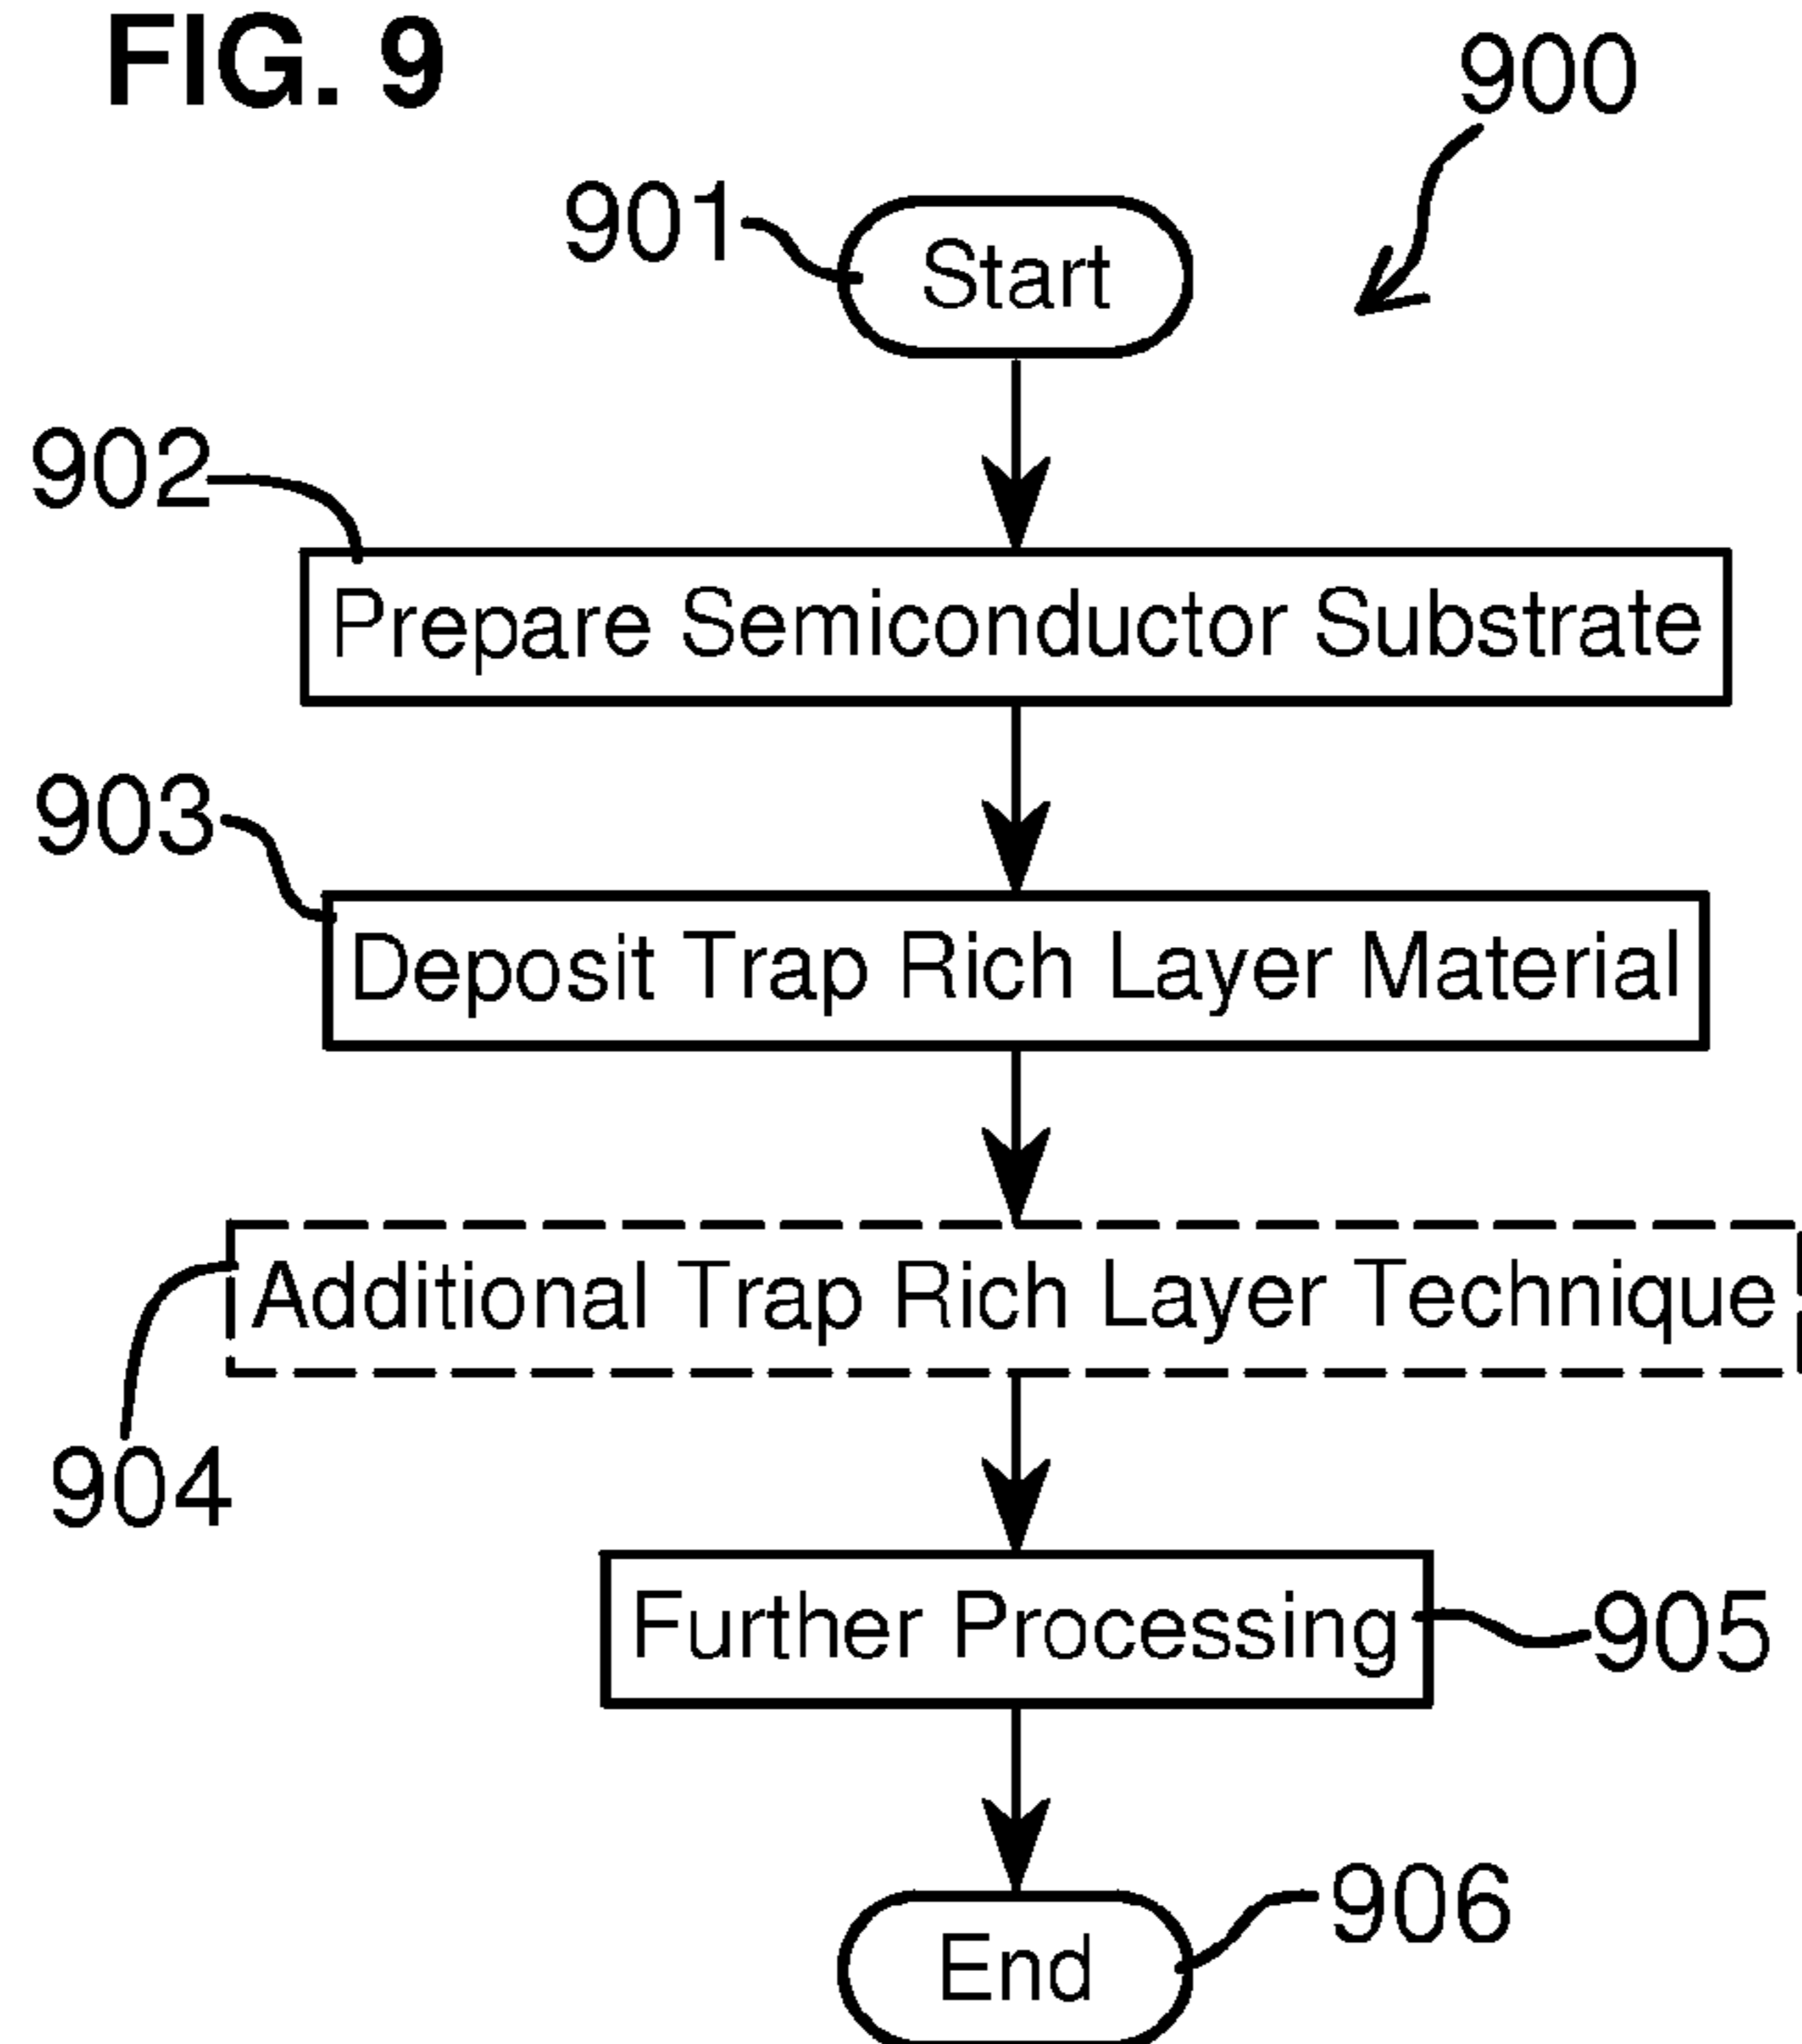 FIG. 9
900
901
Start
902
Prepare Semiconductor Substrate
903
Deposit Trap Rich Layer Material
Additional Trap Rich Layer Technique
904
Further Processing
905
906
End